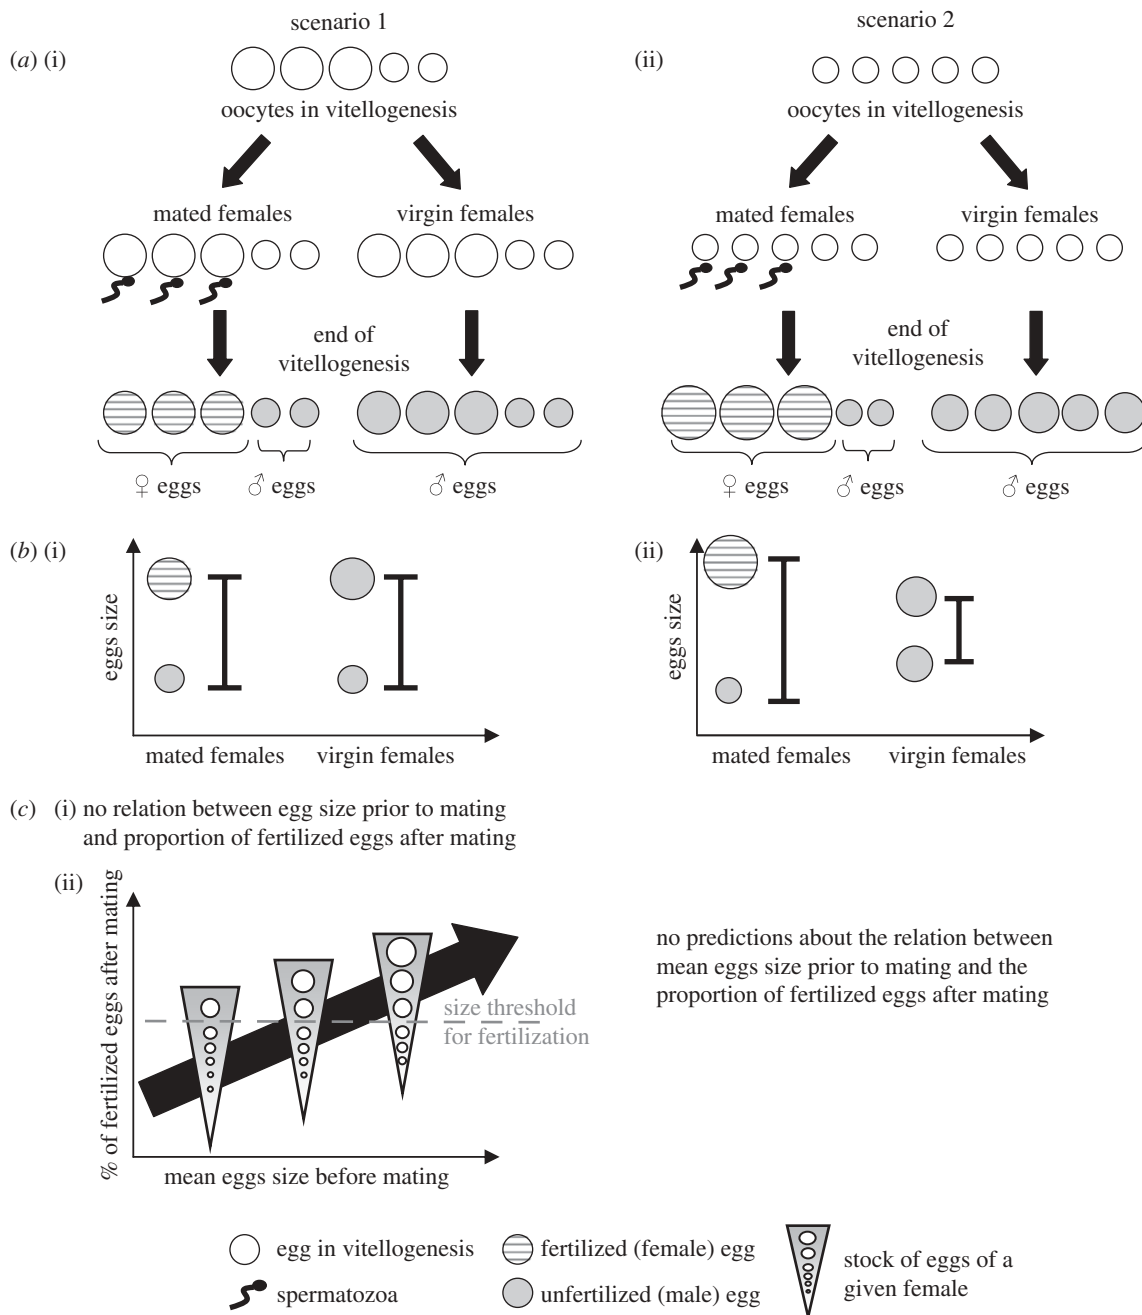 scenario 1
scenario 2
(a) (i)
(ii)
oocytes in vitellogenesis
oocytes in vitellogenesis
mated females
virgin females
mated females
virgin females
end of
vitellogenesis
end of
vitellogenesis
♀ eggs
♂ eggs
♂ eggs
♀ eggs
♂ eggs
♂ eggs
(b) (i)
(ii)
eggs size
eggs size
mated females
virgin females
mated females
virgin females
(c) (i) no relation between egg size prior to mating
and proportion of fertilized eggs after mating
(ii)
% of fertilized eggs after mating
size threshold
for fertilization
mean eggs size before mating
no predictions about the relation between
mean eggs size prior to mating and the
proportion of fertilized eggs after mating
egg in vitellogenesis
fertilized (female) egg
stock of eggs of a
given female
spermatozoa
unfertilized (male) egg